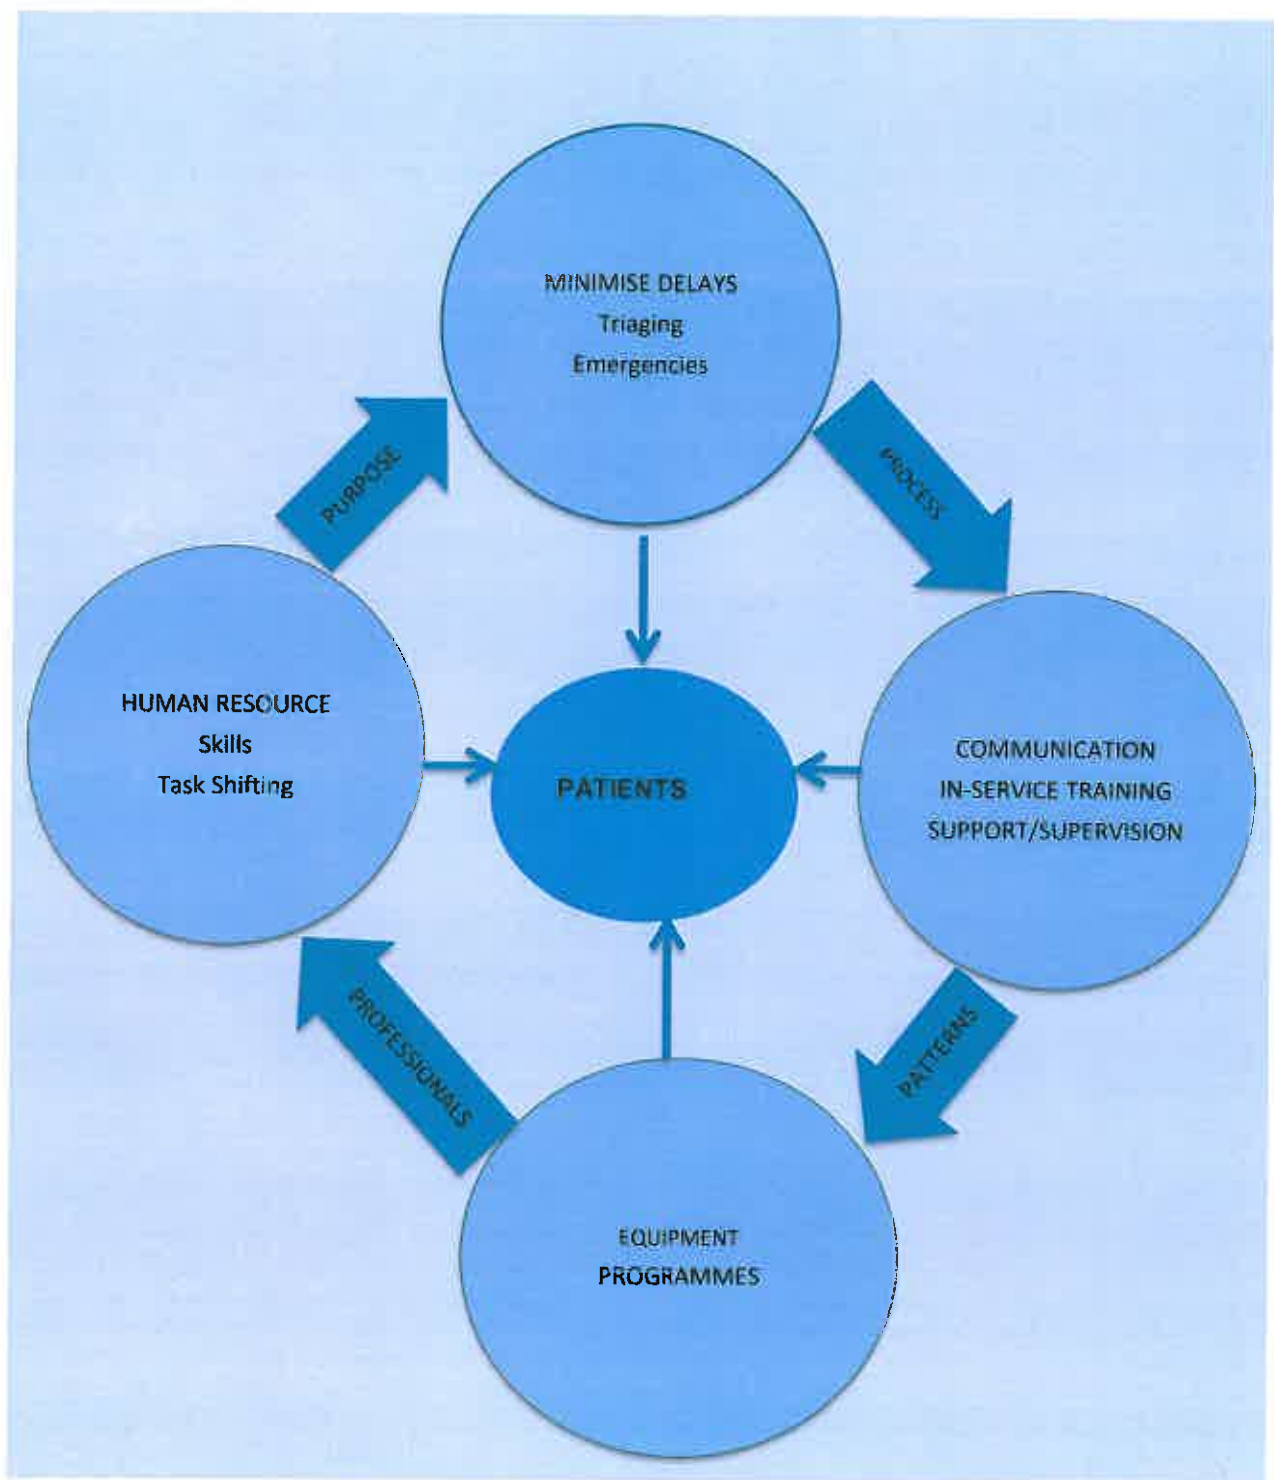 MINIMISE DELAYS
Triaging
Emergencies
PURPOSE
PROCESS
HUMAN RESOURCE
Skills
Task Shifting
PATIENTS
COMMUNICATION
IN-SERVICE TRAINING
SUPPORT/SUPERVISION
PROFESSIONALS
PATTERNS
EQUIPMENT
PROGRAMMES